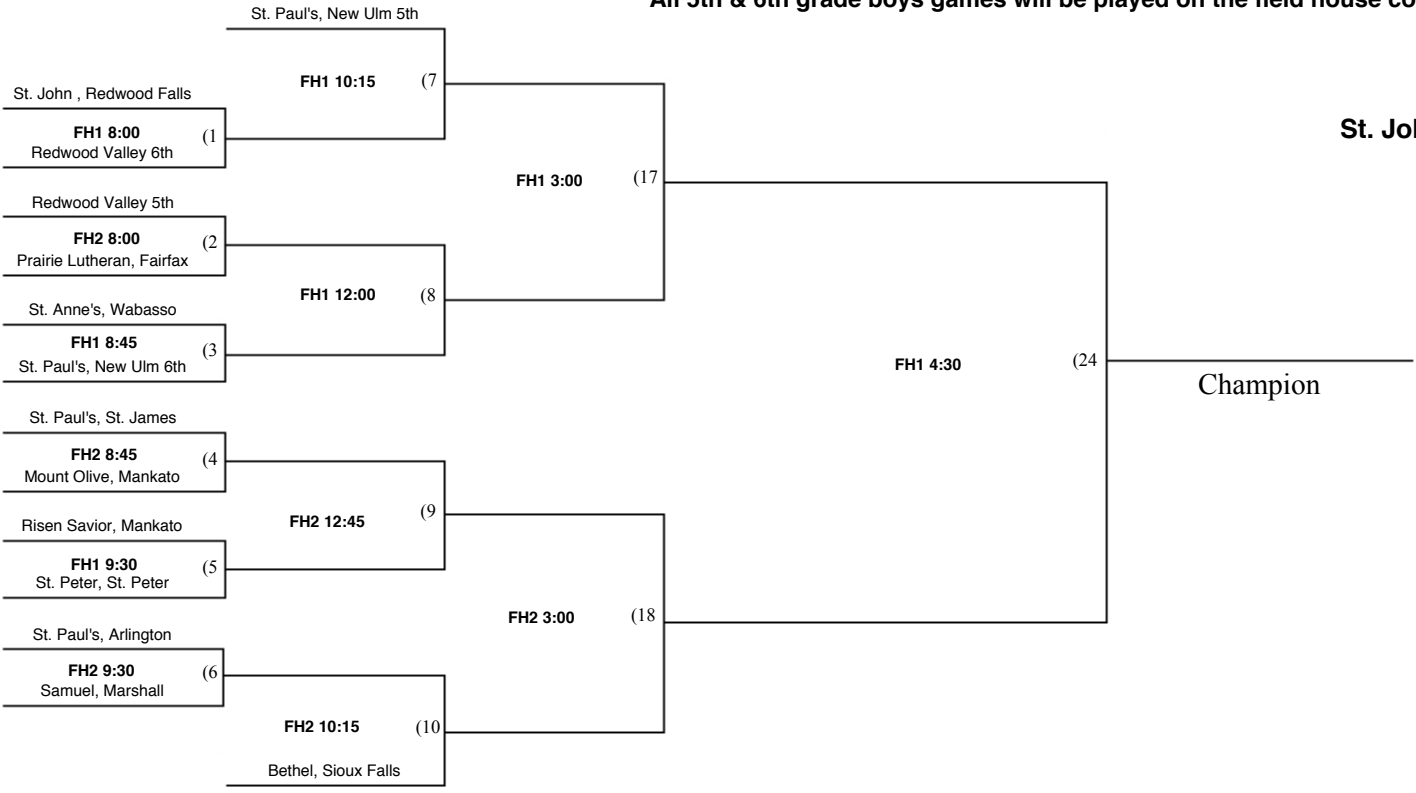 All 5th & 6th grade boys games will be played on the field house
St. Paul's, New Ulm 5th
FH1 10:15 (7
St. John , Redwood Falls
FH1 8:00 (1
Redwood Valley 6th
FH1 3:00 (17
Redwood Valley 5th
FH2 8:00 (2
Prairie Lutheran, Fairfax
FH1 12:00 (8
St. Anne's, Wabasso
FH1 8:45 (3
St. Paul's, New Ulm 6th
FH1 4:30 (24
Champion
St. Paul's, St. James
FH2 8:45 (4
Mount Olive, Mankato
FH2 12:45 (9
Risen Savior, Mankato
FH1 9:30 (5
St. Peter, St. Peter
FH2 3:00 (18
St. Paul's, Arlington
FH2 9:30 (6
Samuel, Marshall
FH2 10:15 (10
Bethel, Sioux Falls
St.